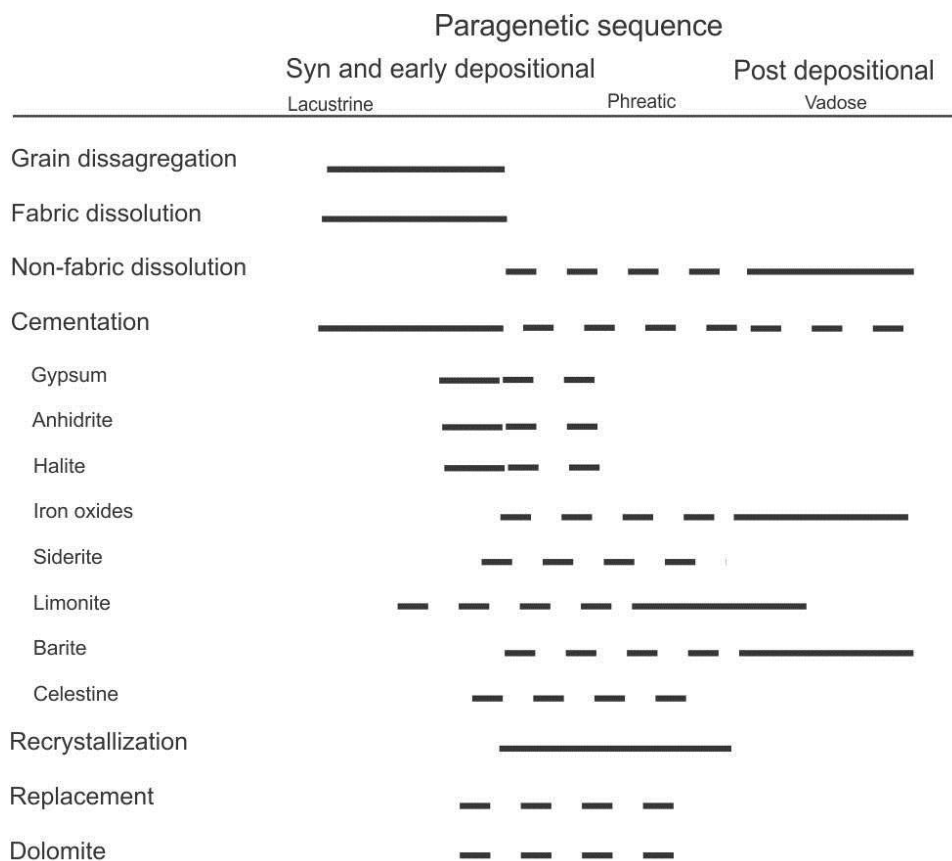 Paragenetic sequence
Syn and early depositional Post depositional
Lacustrine Phreatic Vadose
Grain dissagregation
Fabric dissolution
Non-fabric dissolution
Cementation
Gypsum
Anhidrite
Halite
Iron oxides
Siderite
Limonite
Barite
Celestine
Recrystallization
Replacement
Dolomite